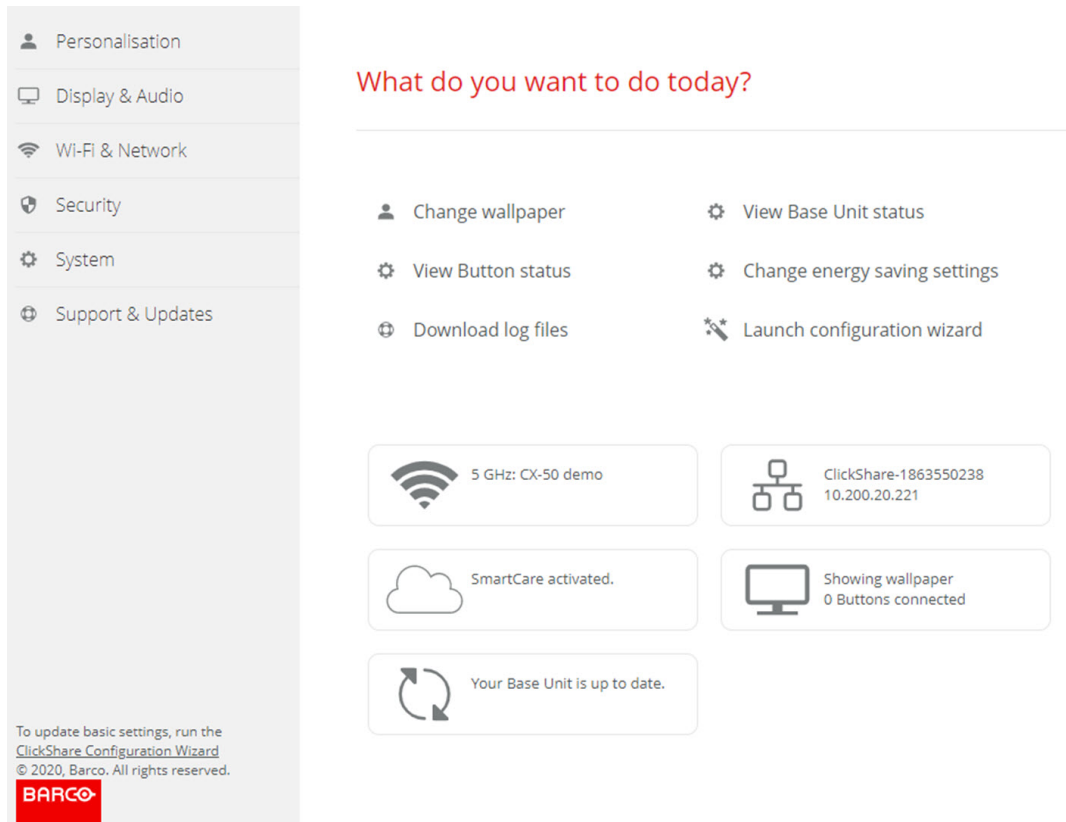 Personalisation
Display & Audio
Wi-Fi & Network
Security
System
Support & Updates
To update basic settings, run the
ClickShare Configuration Wizard
© 2020, Barco. All rights reserved.
BARCO
What do you want to do today?
Change wallpaper
View Base Unit status
View Button status
Change energy saving settings
Download log files
Launch configuration wizard
5 GHz: CX-50 demo
ClickShare-1863550238
10.200.20.221
SmartCare activated.
Showing wallpaper
0 Buttons connected
Your Base Unit is up to date.